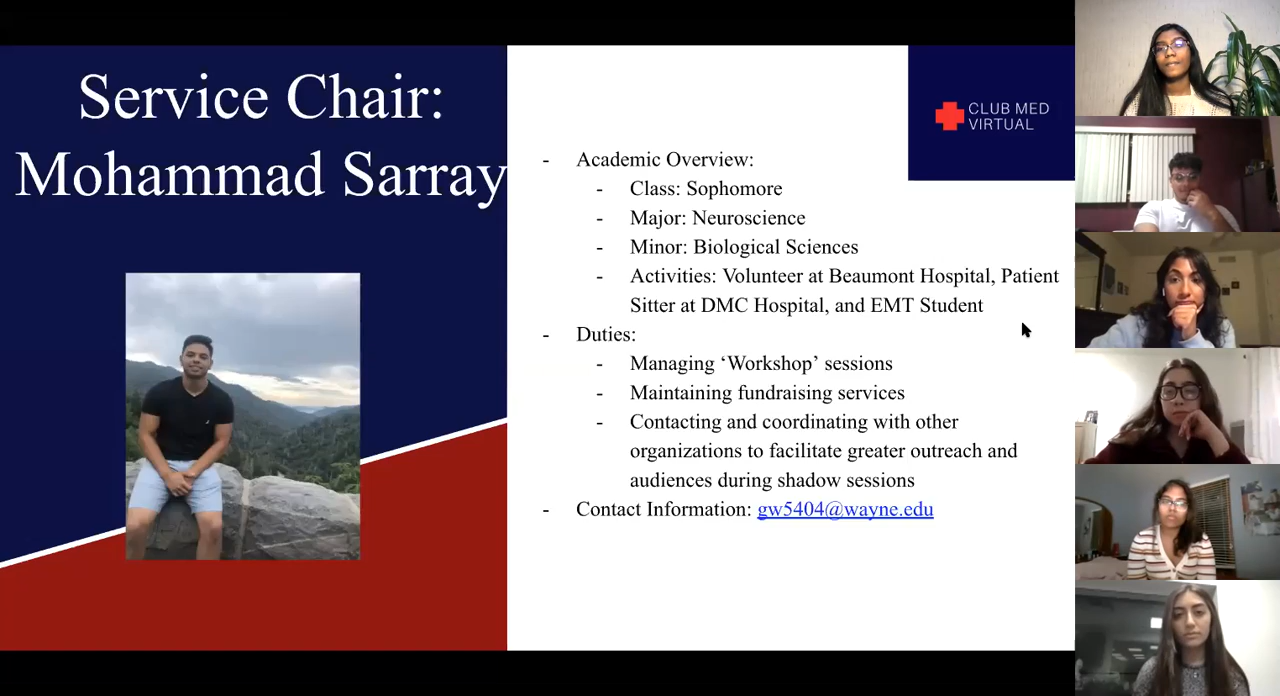 Service Chair:
Mohammad Sarray
CLUB MED
VIRTUAL
- Academic Overview:
- Class: Sophomore
- Major: Neuroscience
- Minor: Biological Sciences
- Activities: Volunteer at Beaumont Hospital, Patient
Sitter at DMC Hospital, and EMT Student
- Duties:
- Managing ‘Workshop’ sessions
- Maintaining fundraising services
- Contacting and coordinating with other
organizations to facilitate greater outreach and
audiences during shadow sessions
- Contact Information: gw5404@wayne.edu